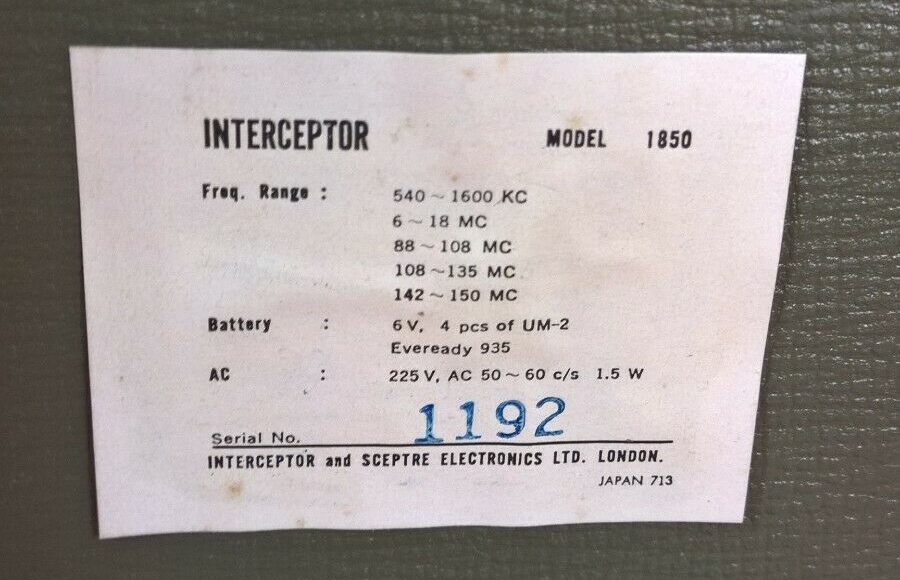 INTERCEPTOR MODEL 1850
Freq. Range : 540~1600 KC
6~18 MC
88~108 MC
108~135 MC
142~150 MC
Battery : 6V, 4 pcs of UM-2
Eveready 935
AC : 225V, AC 50~60 c/s 1.5 W
Serial No. 1192
INTERCEPTOR and SCEPTRE ELECTRONICS LTD. LONDON.
JAPAN 713